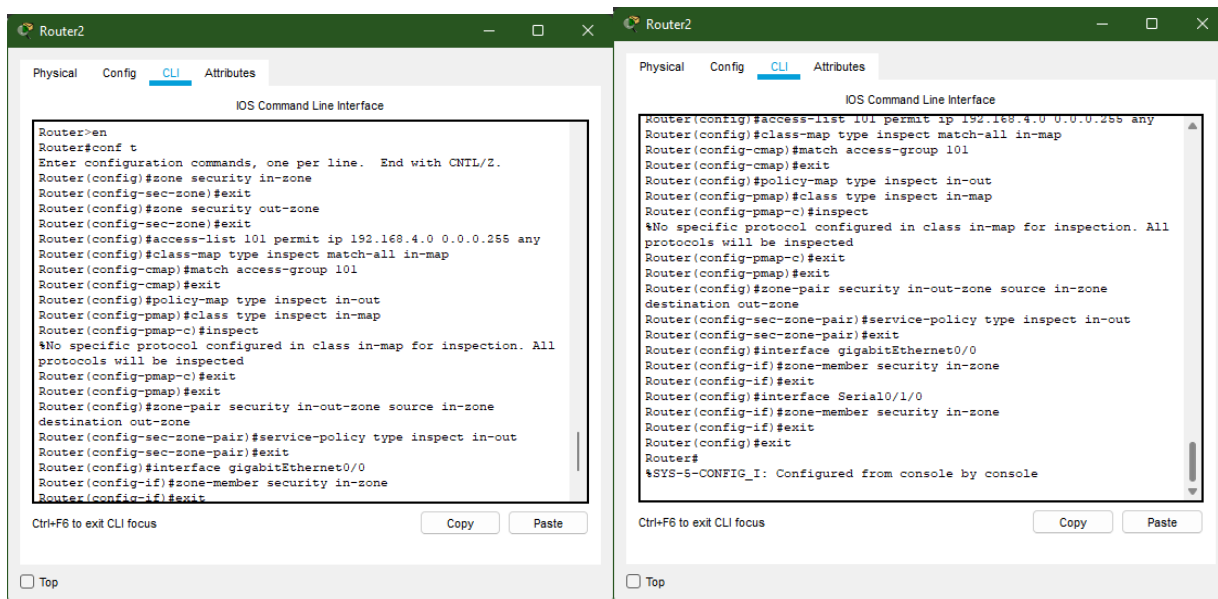 Router2
Physical Config CLI Attributes
IOS Command Line Interface
Router>en
Router#conf t
Enter configuration commands, one per line. End with CNTL/Z.
Router(config)#zone security in-zone
Router(config-sec-zone)#exit
Router(config)#zone security out-zone
Router(config-sec-zone)#exit
Router(config)#access-list 101 permit ip 192.168.4.0 0.0.0.255 any
Router(config)#class-map type inspect match-all in-map
Router(config-cmap)#match access-group 101
Router(config-cmap)#exit
Router(config)#policy-map type inspect in-out
Router(config-pmap)#class type inspect in-map
Router(config-pmap-c)#inspect
%No specific protocol configured in class in-map for inspection. All
protocols will be inspected
Router(config-pmap-c)#exit
Router(config-pmap)#exit
Router(config)#zone-pair security in-out-zone source in-zone
destination out-zone
Router(config-sec-zone-pair)#service-policy type inspect in-out
Router(config-sec-zone-pair)#exit
Router(config)#interface gigabitEthernet0/0
Router(config-if)#zone-member security in-zone
Router(config-if)#exit
Ctrl+F6 to exit CLI focus
Copy Paste
Top
Router2
Physical Config CLI Attributes
IOS Command Line Interface
Router(config)#access-list 101 permit ip 192.168.4.0 0.0.0.255 any
Router(config)#class-map type inspect match-all in-map
Router(config-cmap)#match access-group 101
Router(config-cmap)#exit
Router(config)#policy-map type inspect in-out
Router(config-pmap)#class type inspect in-map
Router(config-pmap-c)#inspect
%No specific protocol configured in class in-map for inspection. All
protocols will be inspected
Router(config-pmap-c)#exit
Router(config-pmap)#exit
Router(config)#zone-pair security in-out-zone source in-zone
destination out-zone
Router(config-sec-zone-pair)#service-policy type inspect in-out
Router(config-sec-zone-pair)#exit
Router(config)#interface gigabitEthernet0/0
Router(config-if)#zone-member security in-zone
Router(config-if)#exit
Router(config)#interface Serial0/1/0
Router(config-if)#zone-member security in-zone
Router(config-if)#exit
Router(config)#exit
Router#
%SYS-5-CONFIG_I: Configured from console by console
Ctrl+F6 to exit CLI focus
Copy Paste
Top